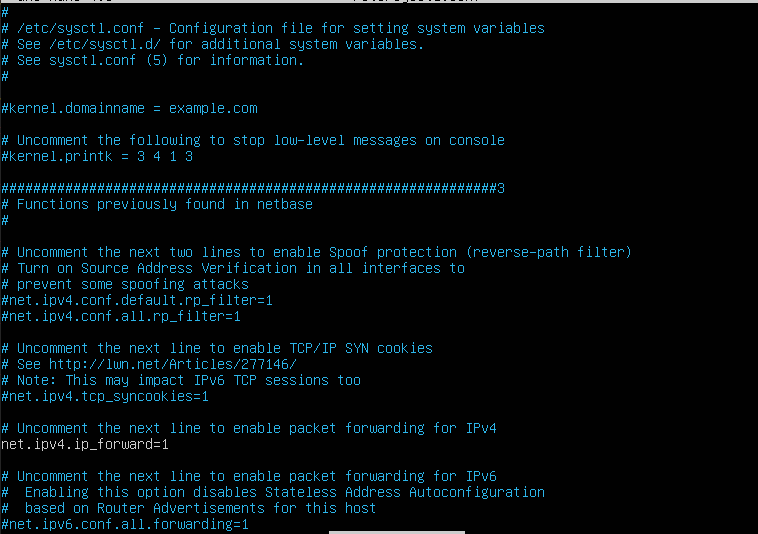 #
# /etc/sysctl.conf - Configuration file for setting system variables
# See /etc/sysctl.d/ for additional system variables.
# See sysctl.conf (5) for information.
#
#kernel.domainname = example.com
# Uncomment the following to stop low-level messages on console
#kernel.printk = 3 4 1 3
##############################################################3
# Functions previously found in netbase
#
# Uncomment the next two lines to enable Spoof protection (reverse-path filter)
# Turn on Source Address Verification in all interfaces to
# prevent some spoofing attacks
#net.ipv4.conf.default.rp_filter=1
#net.ipv4.conf.all.rp_filter=1
# Uncomment the next line to enable TCP/IP SYN cookies
# See http://lwn.net/Articles/277146/
# Note: This may impact IPv6 TCP sessions too
#net.ipv4.tcp_syncookies=1
# Uncomment the next line to enable packet forwarding for IPv4
net.ipv4.ip_forward=1
# Uncomment the next line to enable packet forwarding for IPv6
#  Enabling this option disables Stateless Address Autoconfiguration
#  based on Router Advertisements for this host
#net.ipv6.conf.all.forwarding=1